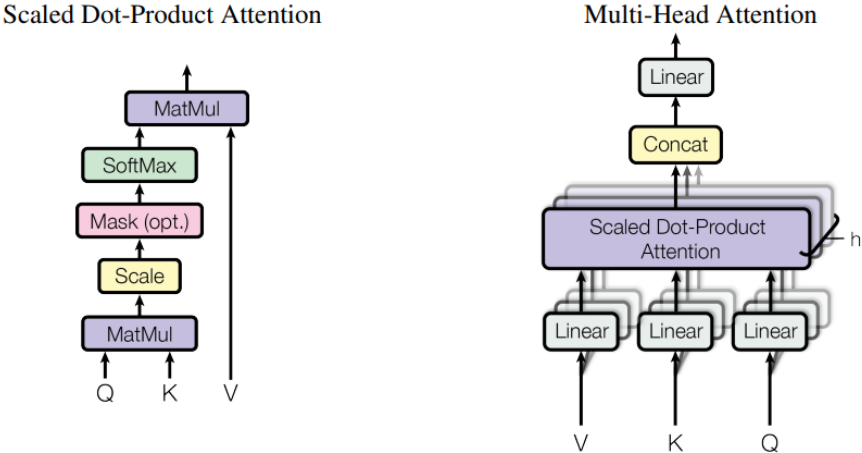 Scaled Dot-Product Attention
MatMul
SoftMax
Mask (opt.)
Scale
MatMul
Q K V
Multi-Head Attention
Linear
Concat
Scaled Dot-Product
Attention
h
Linear Linear Linear
V K Q